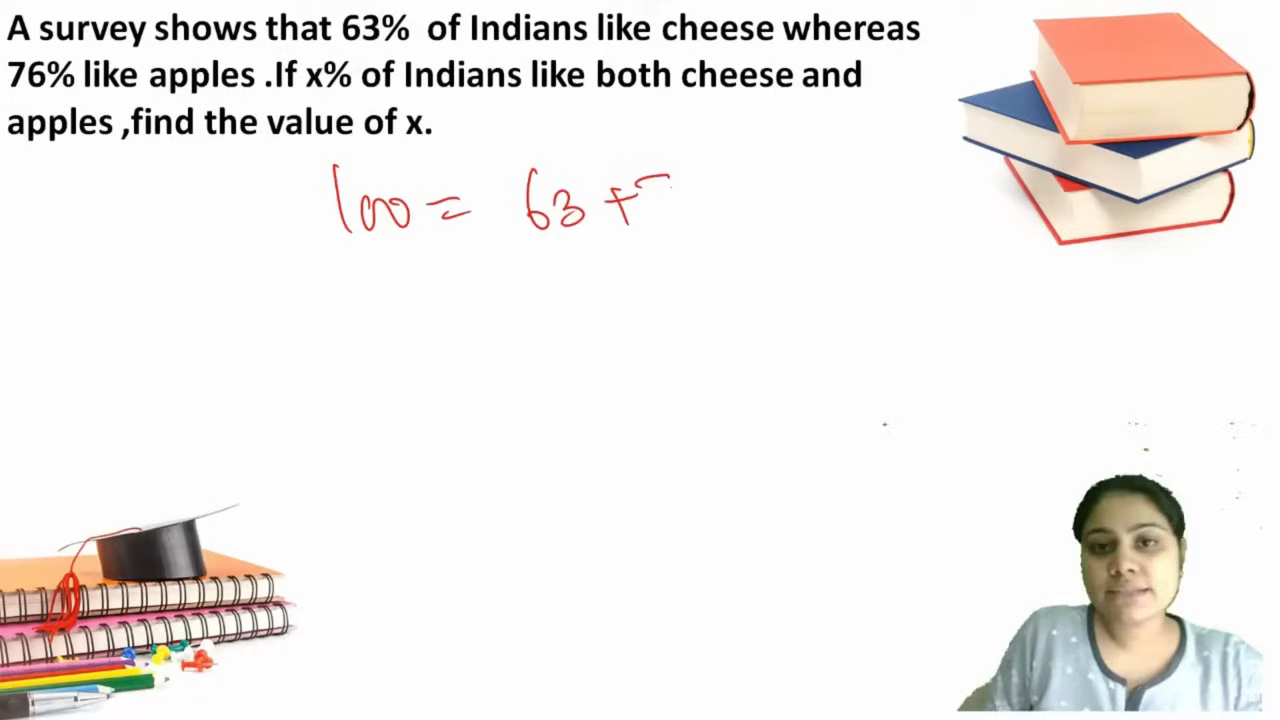 A survey shows that 63% of Indians like cheese whereas
76% like apples .If x% of Indians like both cheese and
apples ,find the value of x.
100 = 63 +